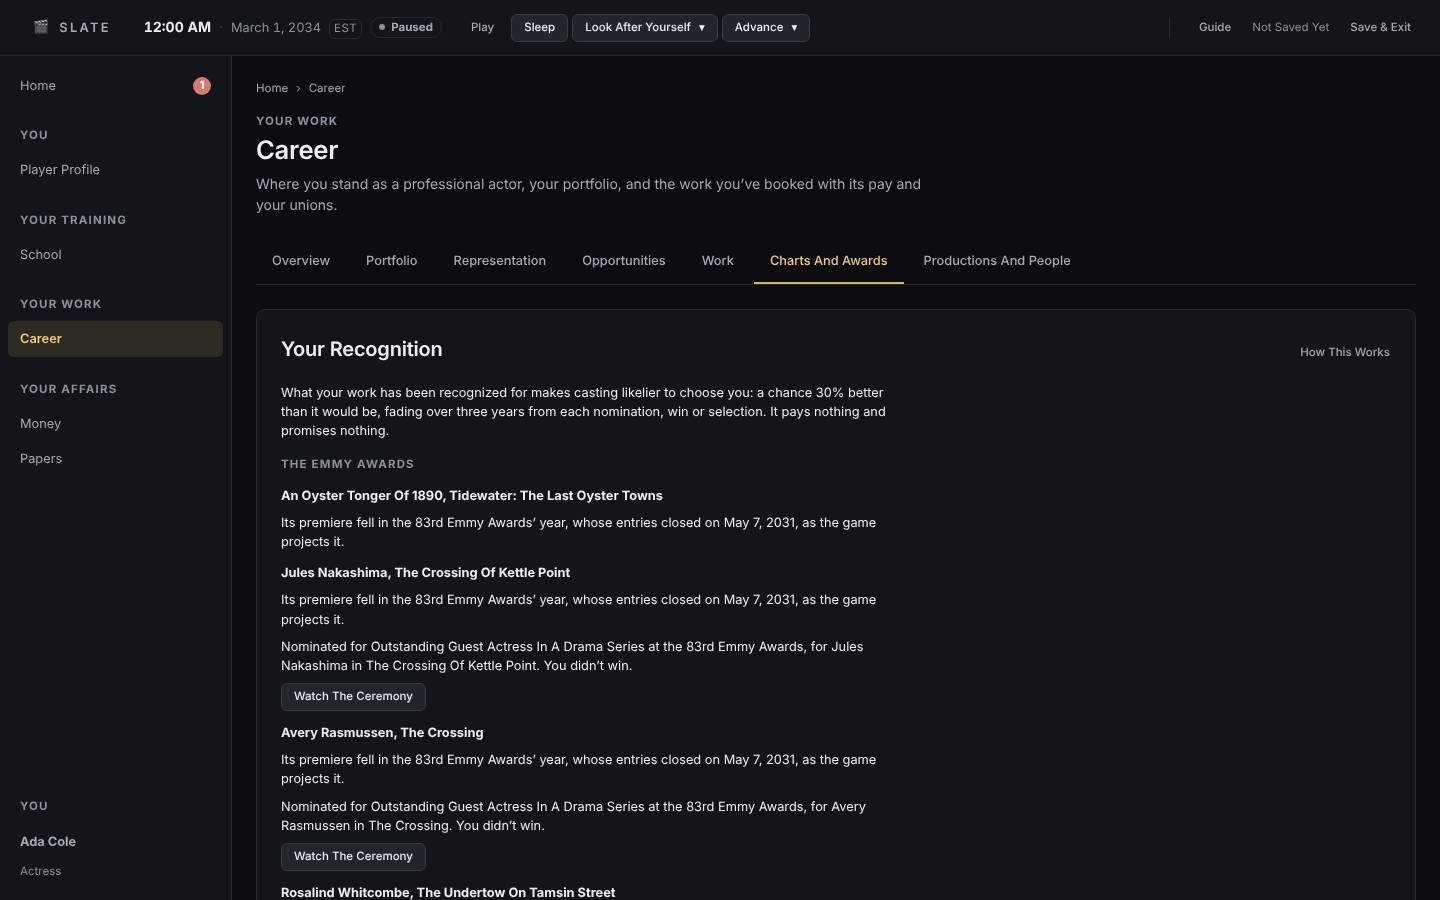 SLATE
12:00 AM · March 1, 2034 EST Paused
Play
Sleep
Look After Yourself ▾
Advance ▾
Guide
Not Saved Yet
Save & Exit
Home
1
YOU
Player Profile
YOUR TRAINING
School
YOUR WORK
Career
YOUR AFFAIRS
Money
Papers
YOU
Ada Cole
Actress
Home › Career
YOUR WORK
Career
Where you stand as a professional actor, your portfolio, and the work you’ve booked with its pay and
your unions.
Overview
Portfolio
Representation
Opportunities
Work
Charts And Awards
Productions And People
Your Recognition
How This Works
What your work has been recognized for makes casting likelier to choose you: a chance 30% better
than it would be, fading over three years from each nomination, win or selection. It pays nothing and
promises nothing.
THE EMMY AWARDS
An Oyster Tonger Of 1890, Tidewater: The Last Oyster Towns
Its premiere fell in the 83rd Emmy Awards’ year, whose entries closed on May 7, 2031, as the game
projects it.
Jules Nakashima, The Crossing Of Kettle Point
Its premiere fell in the 83rd Emmy Awards’ year, whose entries closed on May 7, 2031, as the game
projects it.
Nominated for Outstanding Guest Actress In A Drama Series at the 83rd Emmy Awards, for Jules
Nakashima in The Crossing Of Kettle Point. You didn’t win.
Watch The Ceremony
Avery Rasmussen, The Crossing
Its premiere fell in the 83rd Emmy Awards’ year, whose entries closed on May 7, 2031, as the game
projects it.
Nominated for Outstanding Guest Actress In A Drama Series at the 83rd Emmy Awards, for Avery
Rasmussen in The Crossing. You didn’t win.
Watch The Ceremony
Rosalind Whitcombe, The Undertow On Tamsin Street